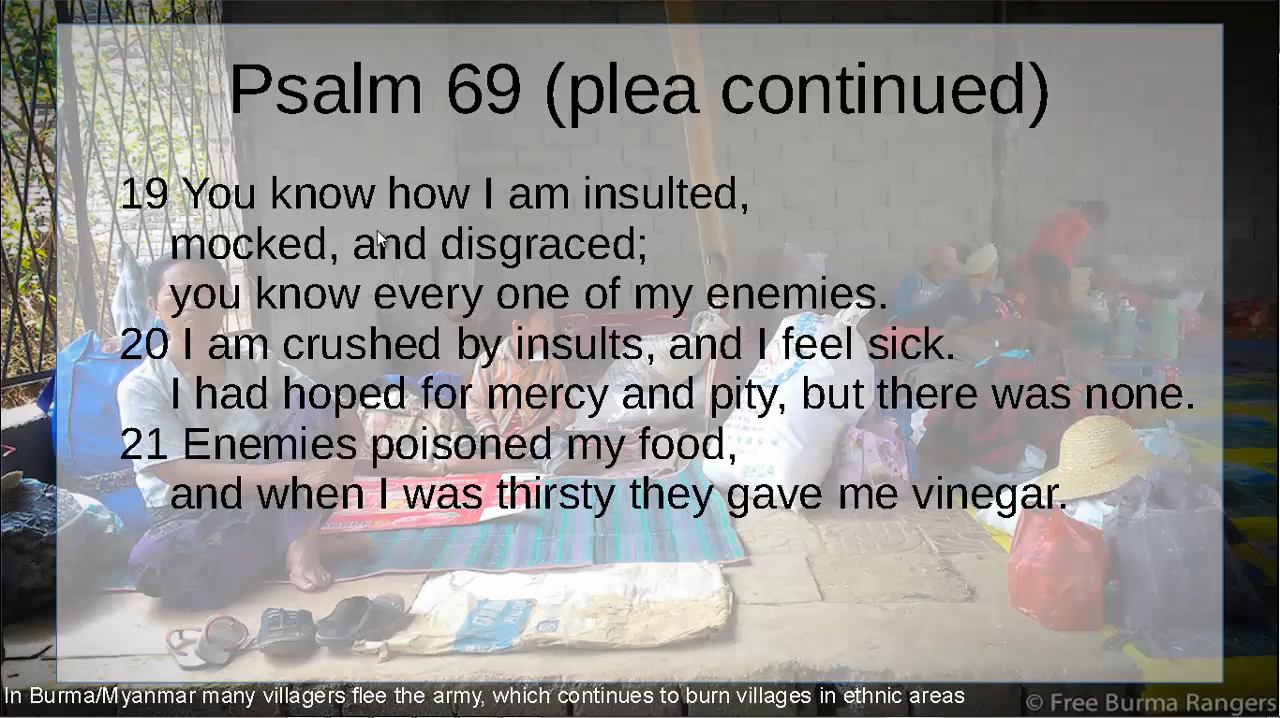 Psalm 69 (plea continued)
19 You know how I am insulted,
mocked, and disgraced;
you know every one of my enemies.
20 I am crushed by insults, and I feel sick.
I had hoped for mercy and pity, but there was none.
21 Enemies poisoned my food,
and when I was thirsty they gave me vinegar.
In Burma/Myanmar many villagers flee the army, which continues to burn villages in ethnic areas
© Free Burma Rangers